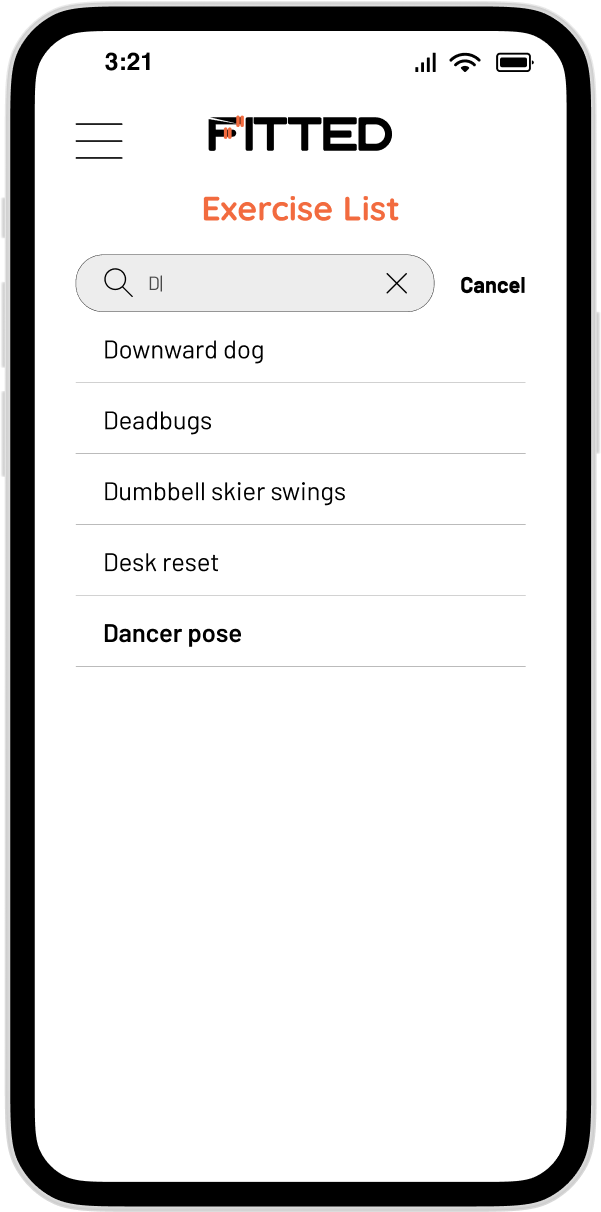 3:21
FITTED
Exercise List
D
Cancel
Downward dog
Deadbugs
Dumbbell skier swings
Desk reset
Dancer pose